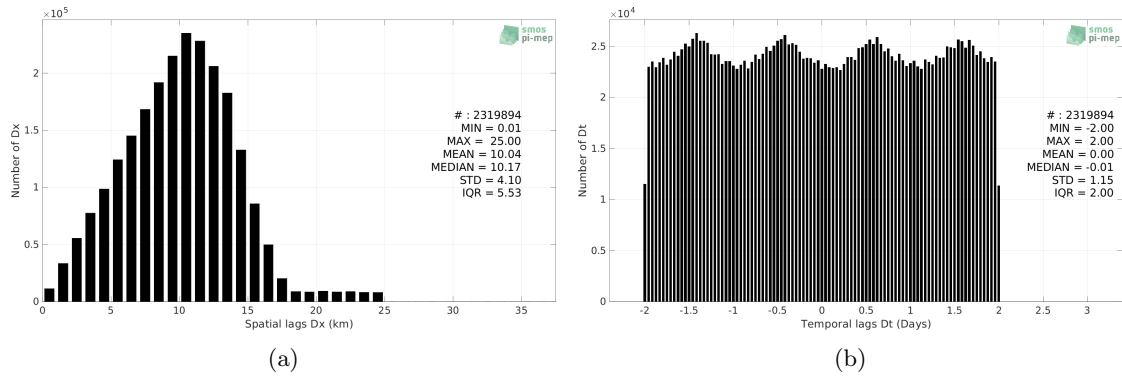 ×10⁵
smos
pi-mep
2
1.5
1
0.5
0
Number of Dx
# : 2319894
MIN = 0.01
MAX = 25.00
MEAN = 10.04
MEDIAN = 10.17
STD = 4.10
IQR = 5.53
0 5 10 15 20 25 30 35
Spatial lags Dx (km)
(a)
×10⁴
smos
pi-mep
2.5
2
1.5
1
0.5
0
Number of Dt
# : 2319894
MIN = -2.00
MAX = 2.00
MEAN = 0.00
MEDIAN = -0.01
STD = 1.15
IQR = 2.00
-2 -1.5 -1 -0.5 0 0.5 1 1.5 2 2.5 3
Temporal lags Dt (Days)
(b)